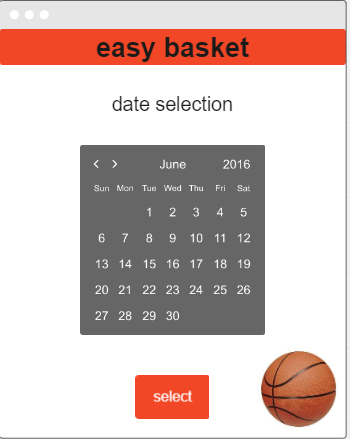 easy basket
date selection
< > June 2016
Sun Mon Tue Wed Thu Fri Sat
1 2 3 4 5
6 7 8 9 10 11 12
13 14 15 16 17 18 19
20 21 22 23 24 25 26
27 28 29 30
select